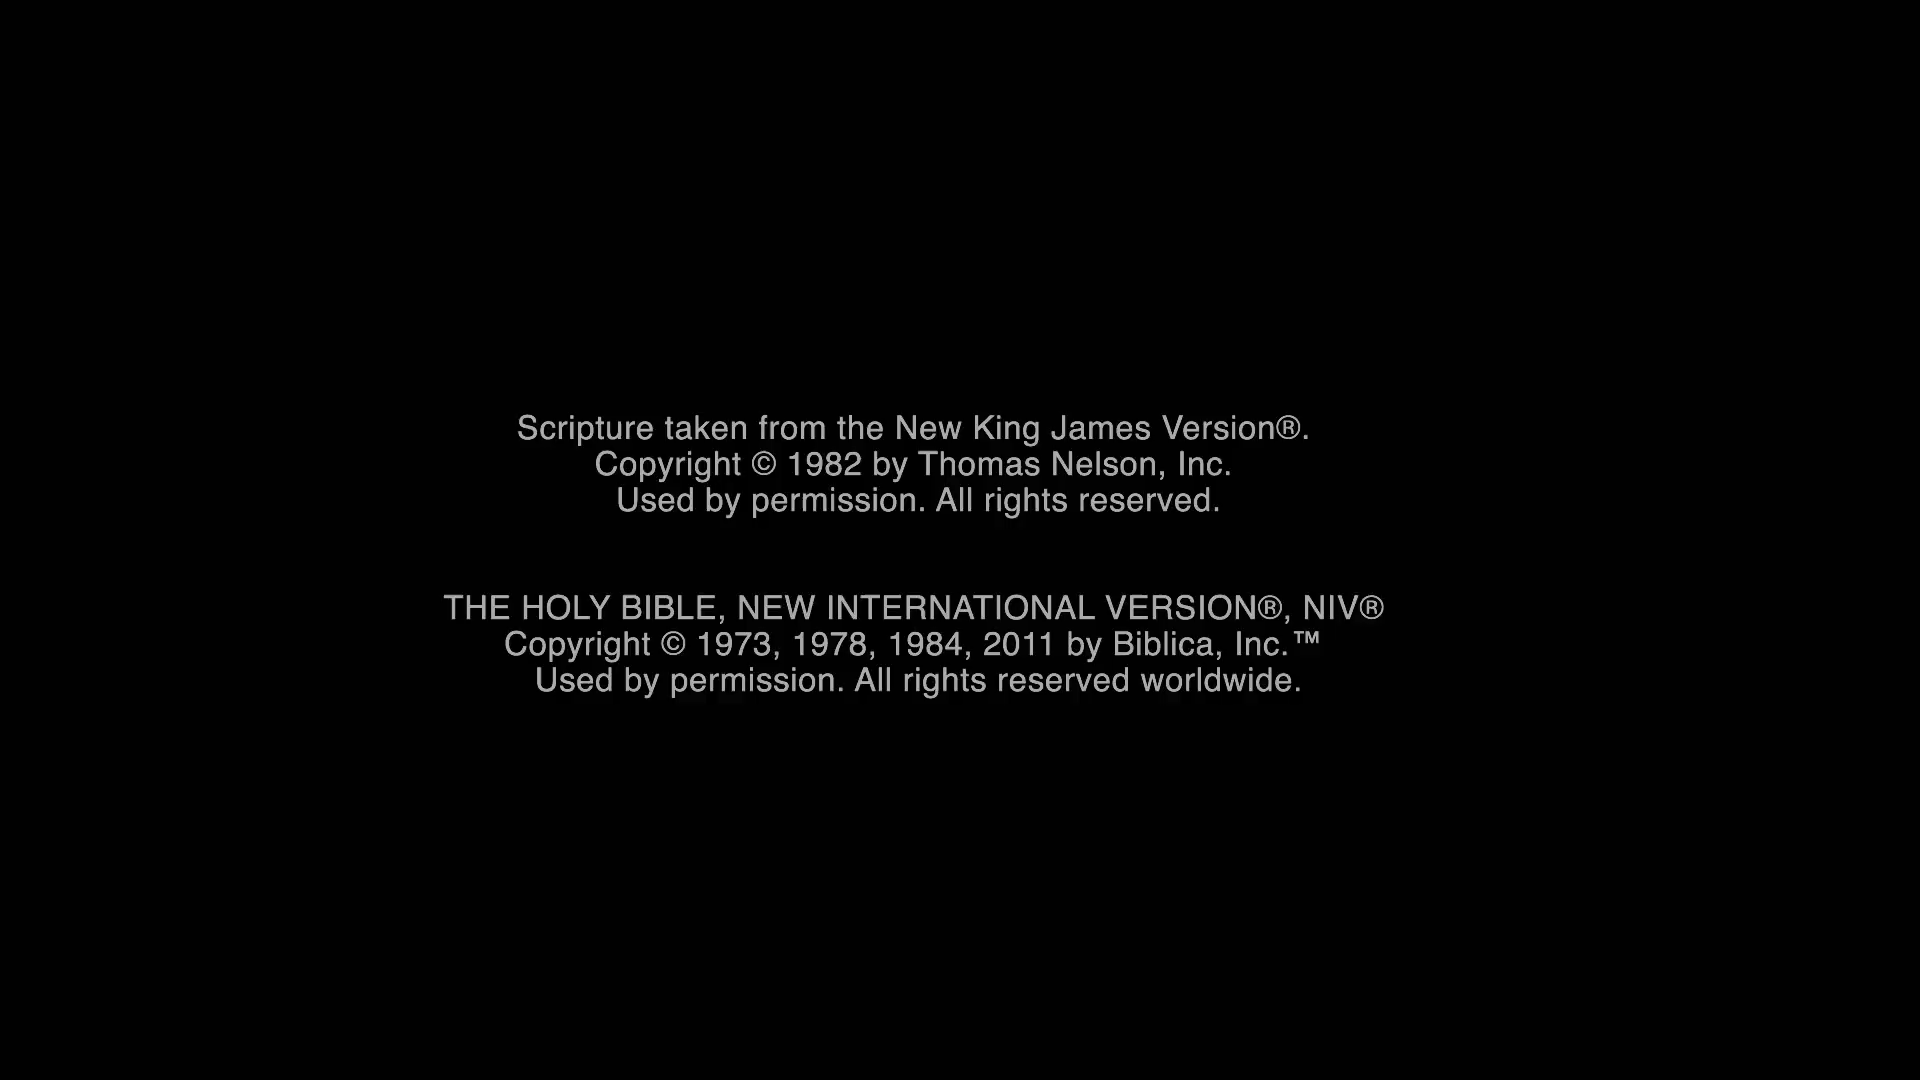 Scripture taken from the New King James Version®.
Copyright © 1982 by Thomas Nelson, Inc.
Used by permission. All rights reserved.
THE HOLY BIBLE, NEW INTERNATIONAL VERSION®, NIV®
Copyright © 1973, 1978, 1984, 2011 by Biblica, Inc.™
Used by permission. All rights reserved worldwide.